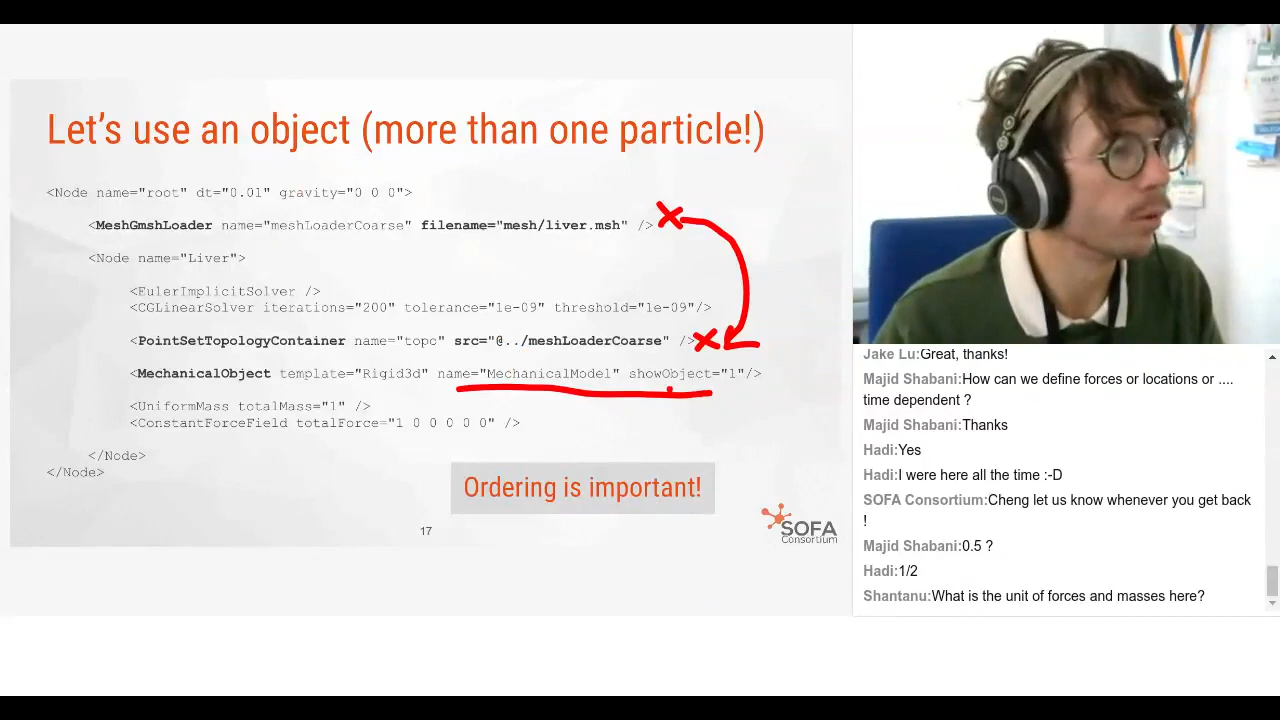 Let's use an object (more than one particle!)
<Node name="root" dt="0.01" gravity="0 0 0">
<MeshGmshLoader name="meshLoaderCoarse" filename="mesh/liver.msh" />
<Node name="Liver">
<EulerImplicitSolver />
<CGLinearSolver iterations="200" tolerance="1e-09" threshold="1e-09"/>
<PointSetTopologyContainer name="topo" src="@../meshLoaderCoarse" />
<MechanicalObject template="Rigid3d" name="MechanicalModel" showObject="1"/>
<UniformMass totalMass="1" />
<ConstantForceField totalForce="1 0 0 0 0 0" />
</Node>
</Node>
Ordering is important!
17
SOFA
Consortium
Jake Lu:Great, thanks!
Majid Shabani:How can we define forces or locations or ....
time dependent ?
Majid Shabani:Thanks
Hadi:Yes
Hadi:I were here all the time :-D
SOFA Consortium:Cheng let us know whenever you get back
!
Majid Shabani:0.5 ?
Hadi:1/2
Shantanu:What is the unit of forces and masses here?